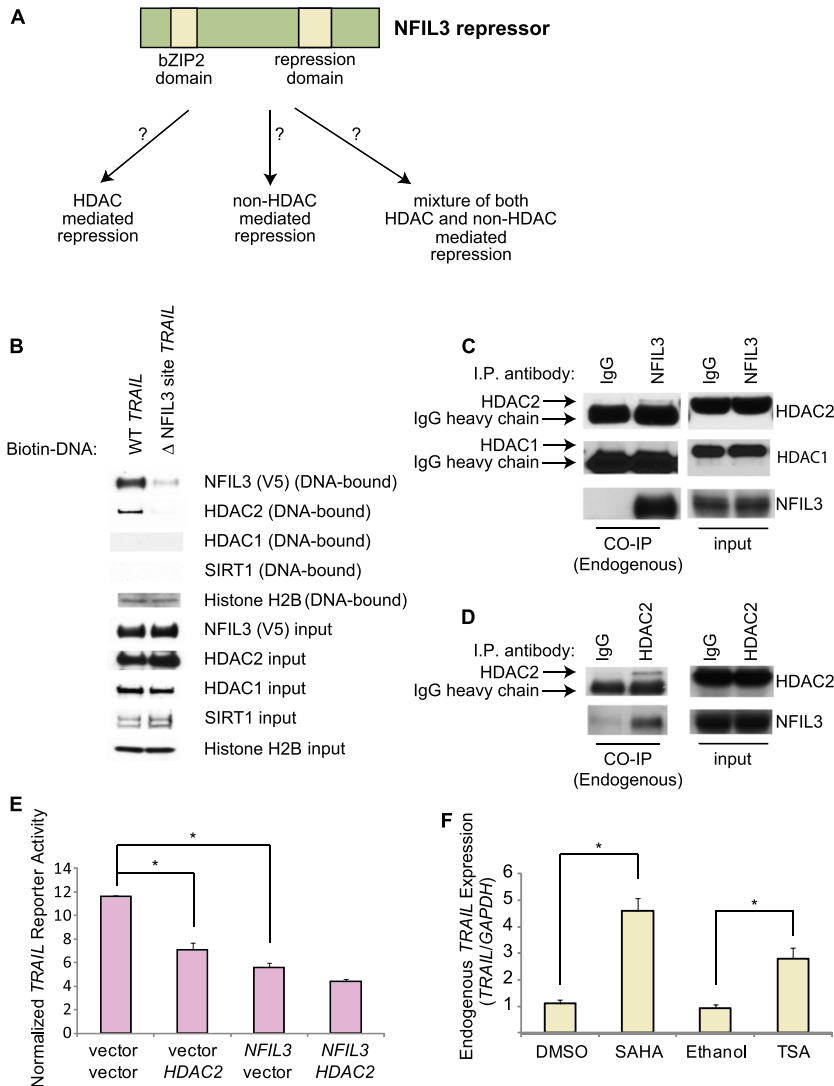 A
NFIL3 repressor
bZIP2
domain
repression
domain
?
?
?
HDAC
mediated
repression
non-HDAC
mediated
repression
mixture of both
HDAC and non-HDAC
mediated
repression
B
Biotin-DNA:
WT TRAIL
Δ NFIL3 site TRAIL
NFIL3 (V5) (DNA-bound)
HDAC2 (DNA-bound)
HDAC1 (DNA-bound)
SIRT1 (DNA-bound)
Histone H2B (DNA-bound)
NFIL3 (V5) input
HDAC2 input
HDAC1 input
SIRT1 input
Histone H2B input
C
I.P. antibody:
IgG
NFIL3
IgG
NFIL3
HDAC2
IgG heavy chain
HDAC2
HDAC1
IgG heavy chain
HDAC1
NFIL3
CO-IP
(Endogenous)
input
D
I.P. antibody:
IgG
HDAC2
IgG
HDAC2
HDAC2
IgG heavy chain
HDAC2
NFIL3
CO-IP
(Endogenous)
input
E
Normalized TRAIL Reporter Activity
14
12
10
8
6
4
2
0
*
*
vector
vector
vector
HDAC2
NFIL3
vector
NFIL3
HDAC2
F
Endogenous TRAIL Expression
(TRAIL/GAPDH)
6
5
4
3
2
1
0
*
*
DMSO
SAHA
Ethanol
TSA